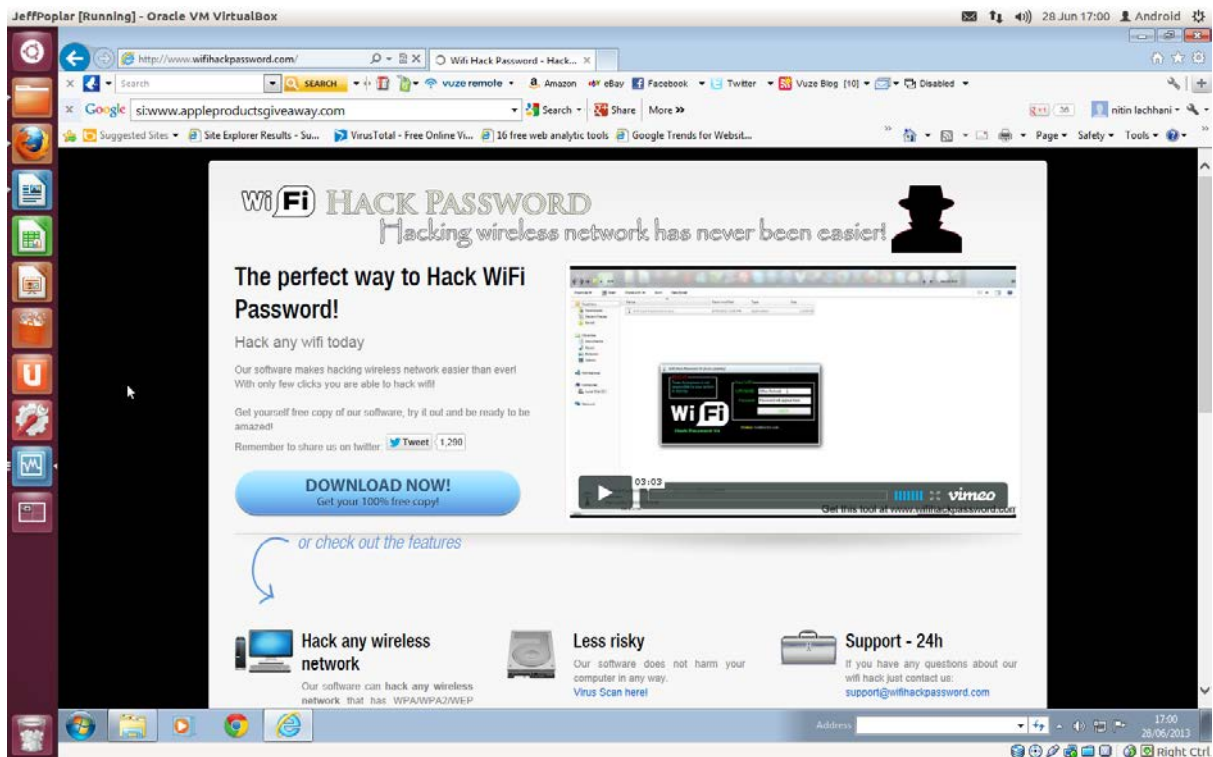 JeffPoplar [Running] - Oracle VM VirtualBox
28 Jun 17:00 Android
http://www.wifihackpassword.com/
Wifi Hack Password - Hack...
x Search SEARCH vuze remote Amazon eBay Facebook Twitter Vuze Blog [10] Disabled
x Google si:www.appleproductsgiveaway.com Search Share More » +1 36 nitin lachhani
Suggested Sites Site Explorer Results - Su... VirusTotal - Free Online Vi... 16 free web analytic tools Google Trends for Websit... » Page Safety Tools »
WiFi HACK PASSWORD
Hacking wireless network has never been easier!
The perfect way to Hack WiFi
Password!
Hack any wifi today
Our software makes hacking wireless network easier than ever!
With only few clicks you are able to hack wifi!
Get yourself free copy of our software, try it out and be ready to be
amazed!
Remember to share us on twitter: Tweet 1,290
DOWNLOAD NOW!
Get your 100% free copy!
WiFi
03:03
vimeo
Get this tool at www.wifihackpassword.com
or check out the features
Hack any wireless
network
Our software can hack any wireless
network that has WPA/WPA2/WEP
Less risky
Our software does not harm your
computer in any way.
Virus Scan here!
Support - 24h
If you have any questions about our
wifi hack just contact us:
support@wifihackpassword.com
Address
17:00
28/06/2013
Right Ctrl